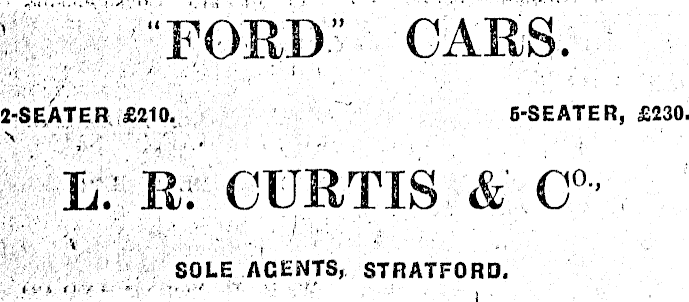 "FORD" CARS.
2-SEATER £210. 5-SEATER, £230.
L. R. CURTIS & Co.,
SOLE AGENTS, STRATFORD.